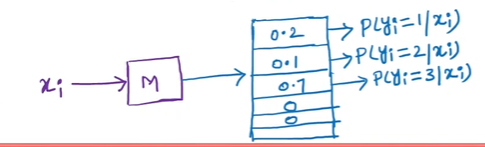 0.2 → P(yi=1/xi)
0.1 → P(yi=2/xi)
xi → M → 0.7 → P(yi=3/xi)
0
0